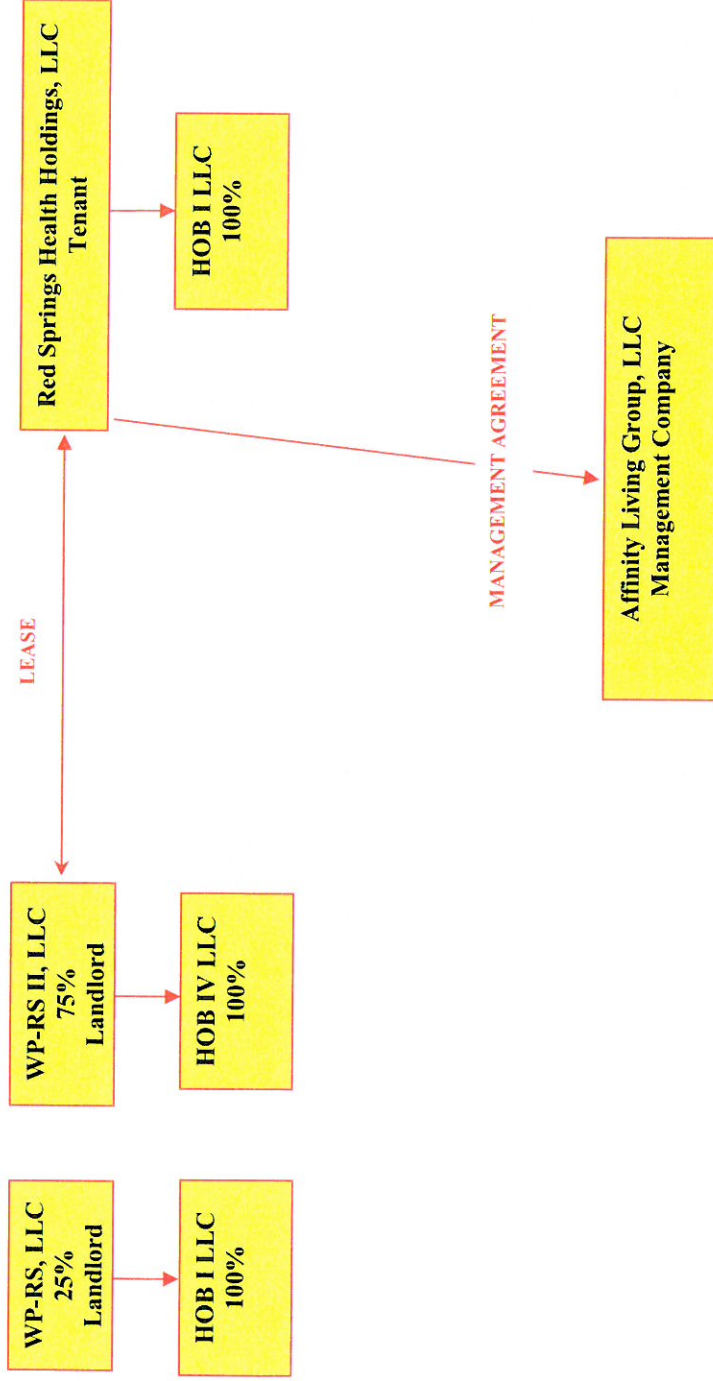 WP-RS, LLC
25%
Landlord
HOB I LLC
100%
WP-RS II, LLC
75%
Landlord
HOB IV LLC
100%
LEASE
Red Springs Health Holdings, LLC
Tenant
HOB I LLC
100%
MANAGEMENT AGREEMENT
Affinity Living Group, LLC
Management Company